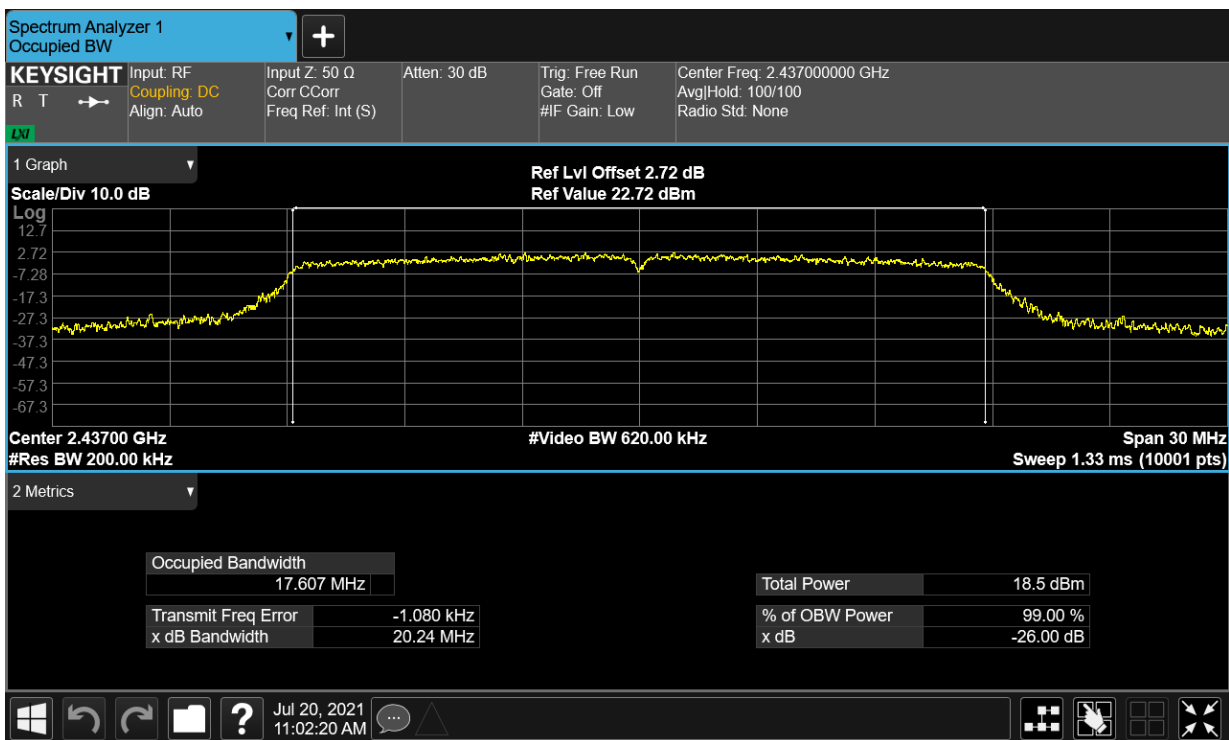 Spectrum Analyzer 1
Occupied BW
+
KEYSIGHT
R T
LXI
Input: RF
Coupling: DC
Align: Auto
Input Z: 50 Ω
Corr CCorr
Freq Ref: Int (S)
Atten: 30 dB
Trig: Free Run
Gate: Off
#IF Gain: Low
Center Freq: 2.437000000 GHz
Avg|Hold: 100/100
Radio Std: None
1 Graph
Scale/Div 10.0 dB
Ref Lvl Offset 2.72 dB
Ref Value 22.72 dBm
Log
12.7
2.72
-7.28
-17.3
-27.3
-37.3
-47.3
-57.3
-67.3
Center 2.43700 GHz
#Video BW 620.00 kHz
Span 30 MHz
#Res BW 200.00 kHz
Sweep 1.33 ms (10001 pts)
2 Metrics
Occupied Bandwidth
17.607 MHz
Total Power 18.5 dBm
Transmit Freq Error -1.080 kHz
% of OBW Power 99.00 %
x dB Bandwidth 20.24 MHz
x dB -26.00 dB
?
Jul 20, 2021
11:02:20 AM